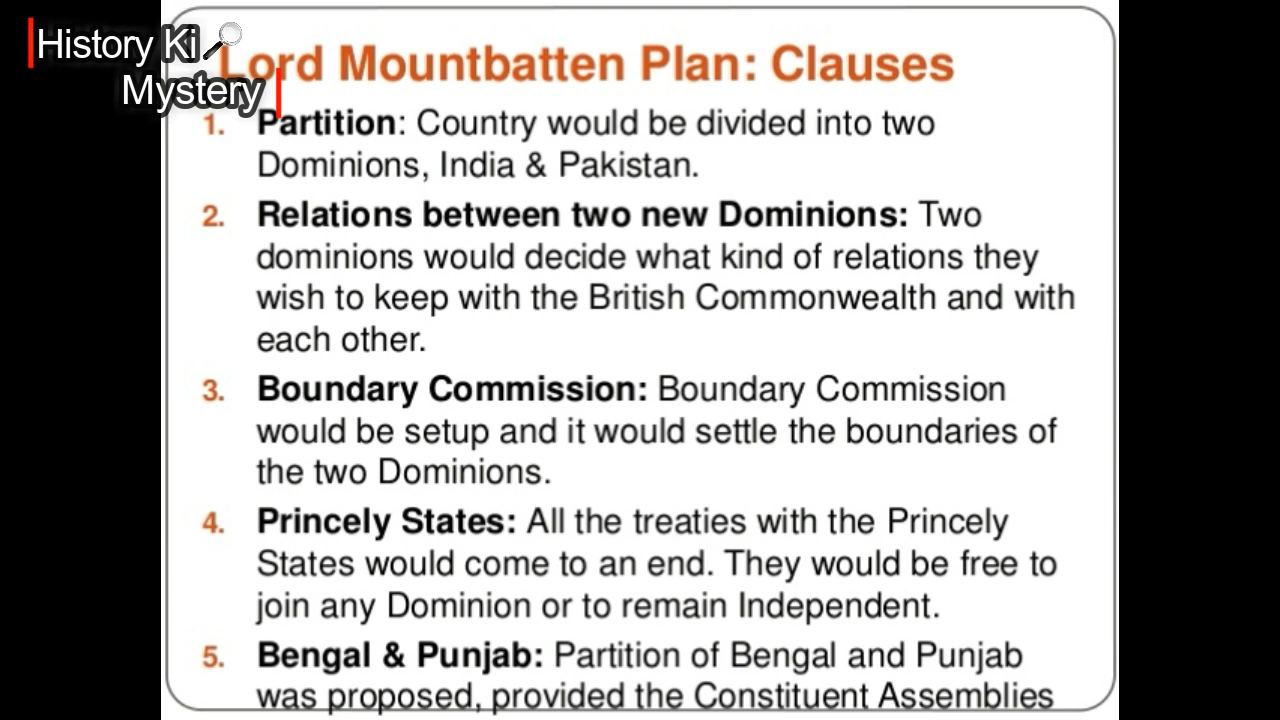 History Ki
Mystery
Lord Mountbatten Plan: Clauses
1. Partition: Country would be divided into two
Dominions, India & Pakistan.
2. Relations between two new Dominions: Two
dominions would decide what kind of relations they
wish to keep with the British Commonwealth and with
each other.
3. Boundary Commission: Boundary Commission
would be setup and it would settle the boundaries of
the two Dominions.
4. Princely States: All the treaties with the Princely
States would come to an end. They would be free to
join any Dominion or to remain Independent.
5. Bengal & Punjab: Partition of Bengal and Punjab
was proposed, provided the Constituent Assemblies